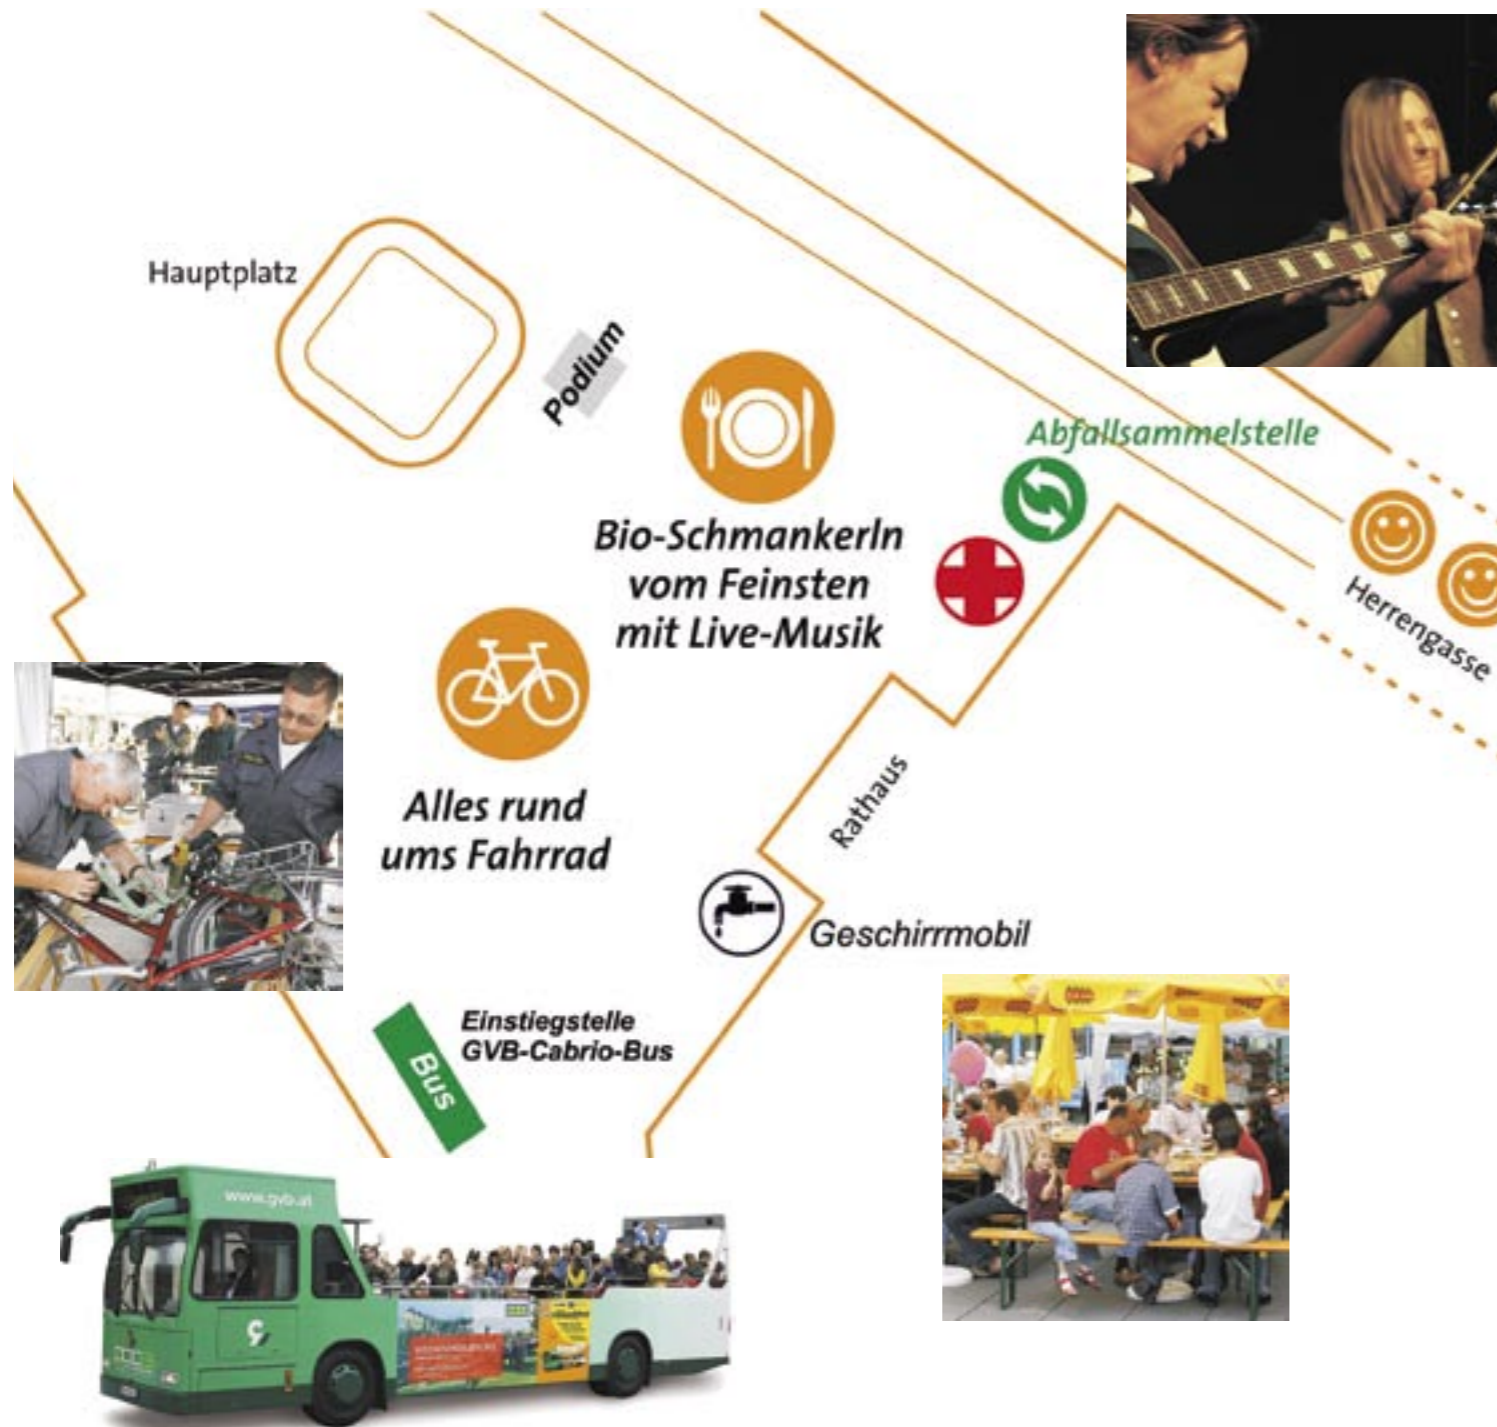 Hauptplatz
Podium
Abfallsammelstelle
Bio-Schmankerln
vom Feinsten
mit Live-Musik
Herrengasse
Alles rund
ums Fahrrad
Rathaus
Geschirrmobil
Einstiegstelle
GVB-Cabrio-Bus
Bus
www.gvb.at